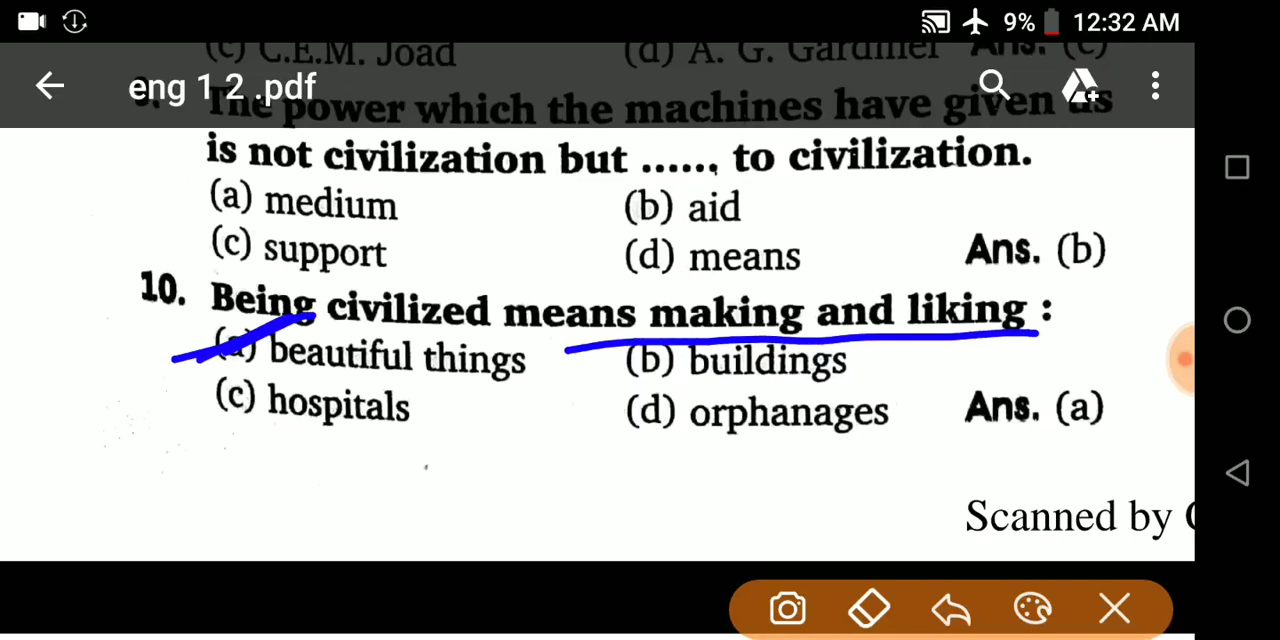 9% 12:32 AM
(c) C.E.M. Joad (d) A. G. Gardiner Ans. (c)
eng 1 2 .pdf
9. The power which the machines have given us
is not civilization but ...... to civilization.
(a) medium (b) aid
(c) support (d) means Ans. (b)
10. Being civilized means making and liking :
(a) beautiful things (b) buildings
(c) hospitals (d) orphanages Ans. (a)
Scanned by